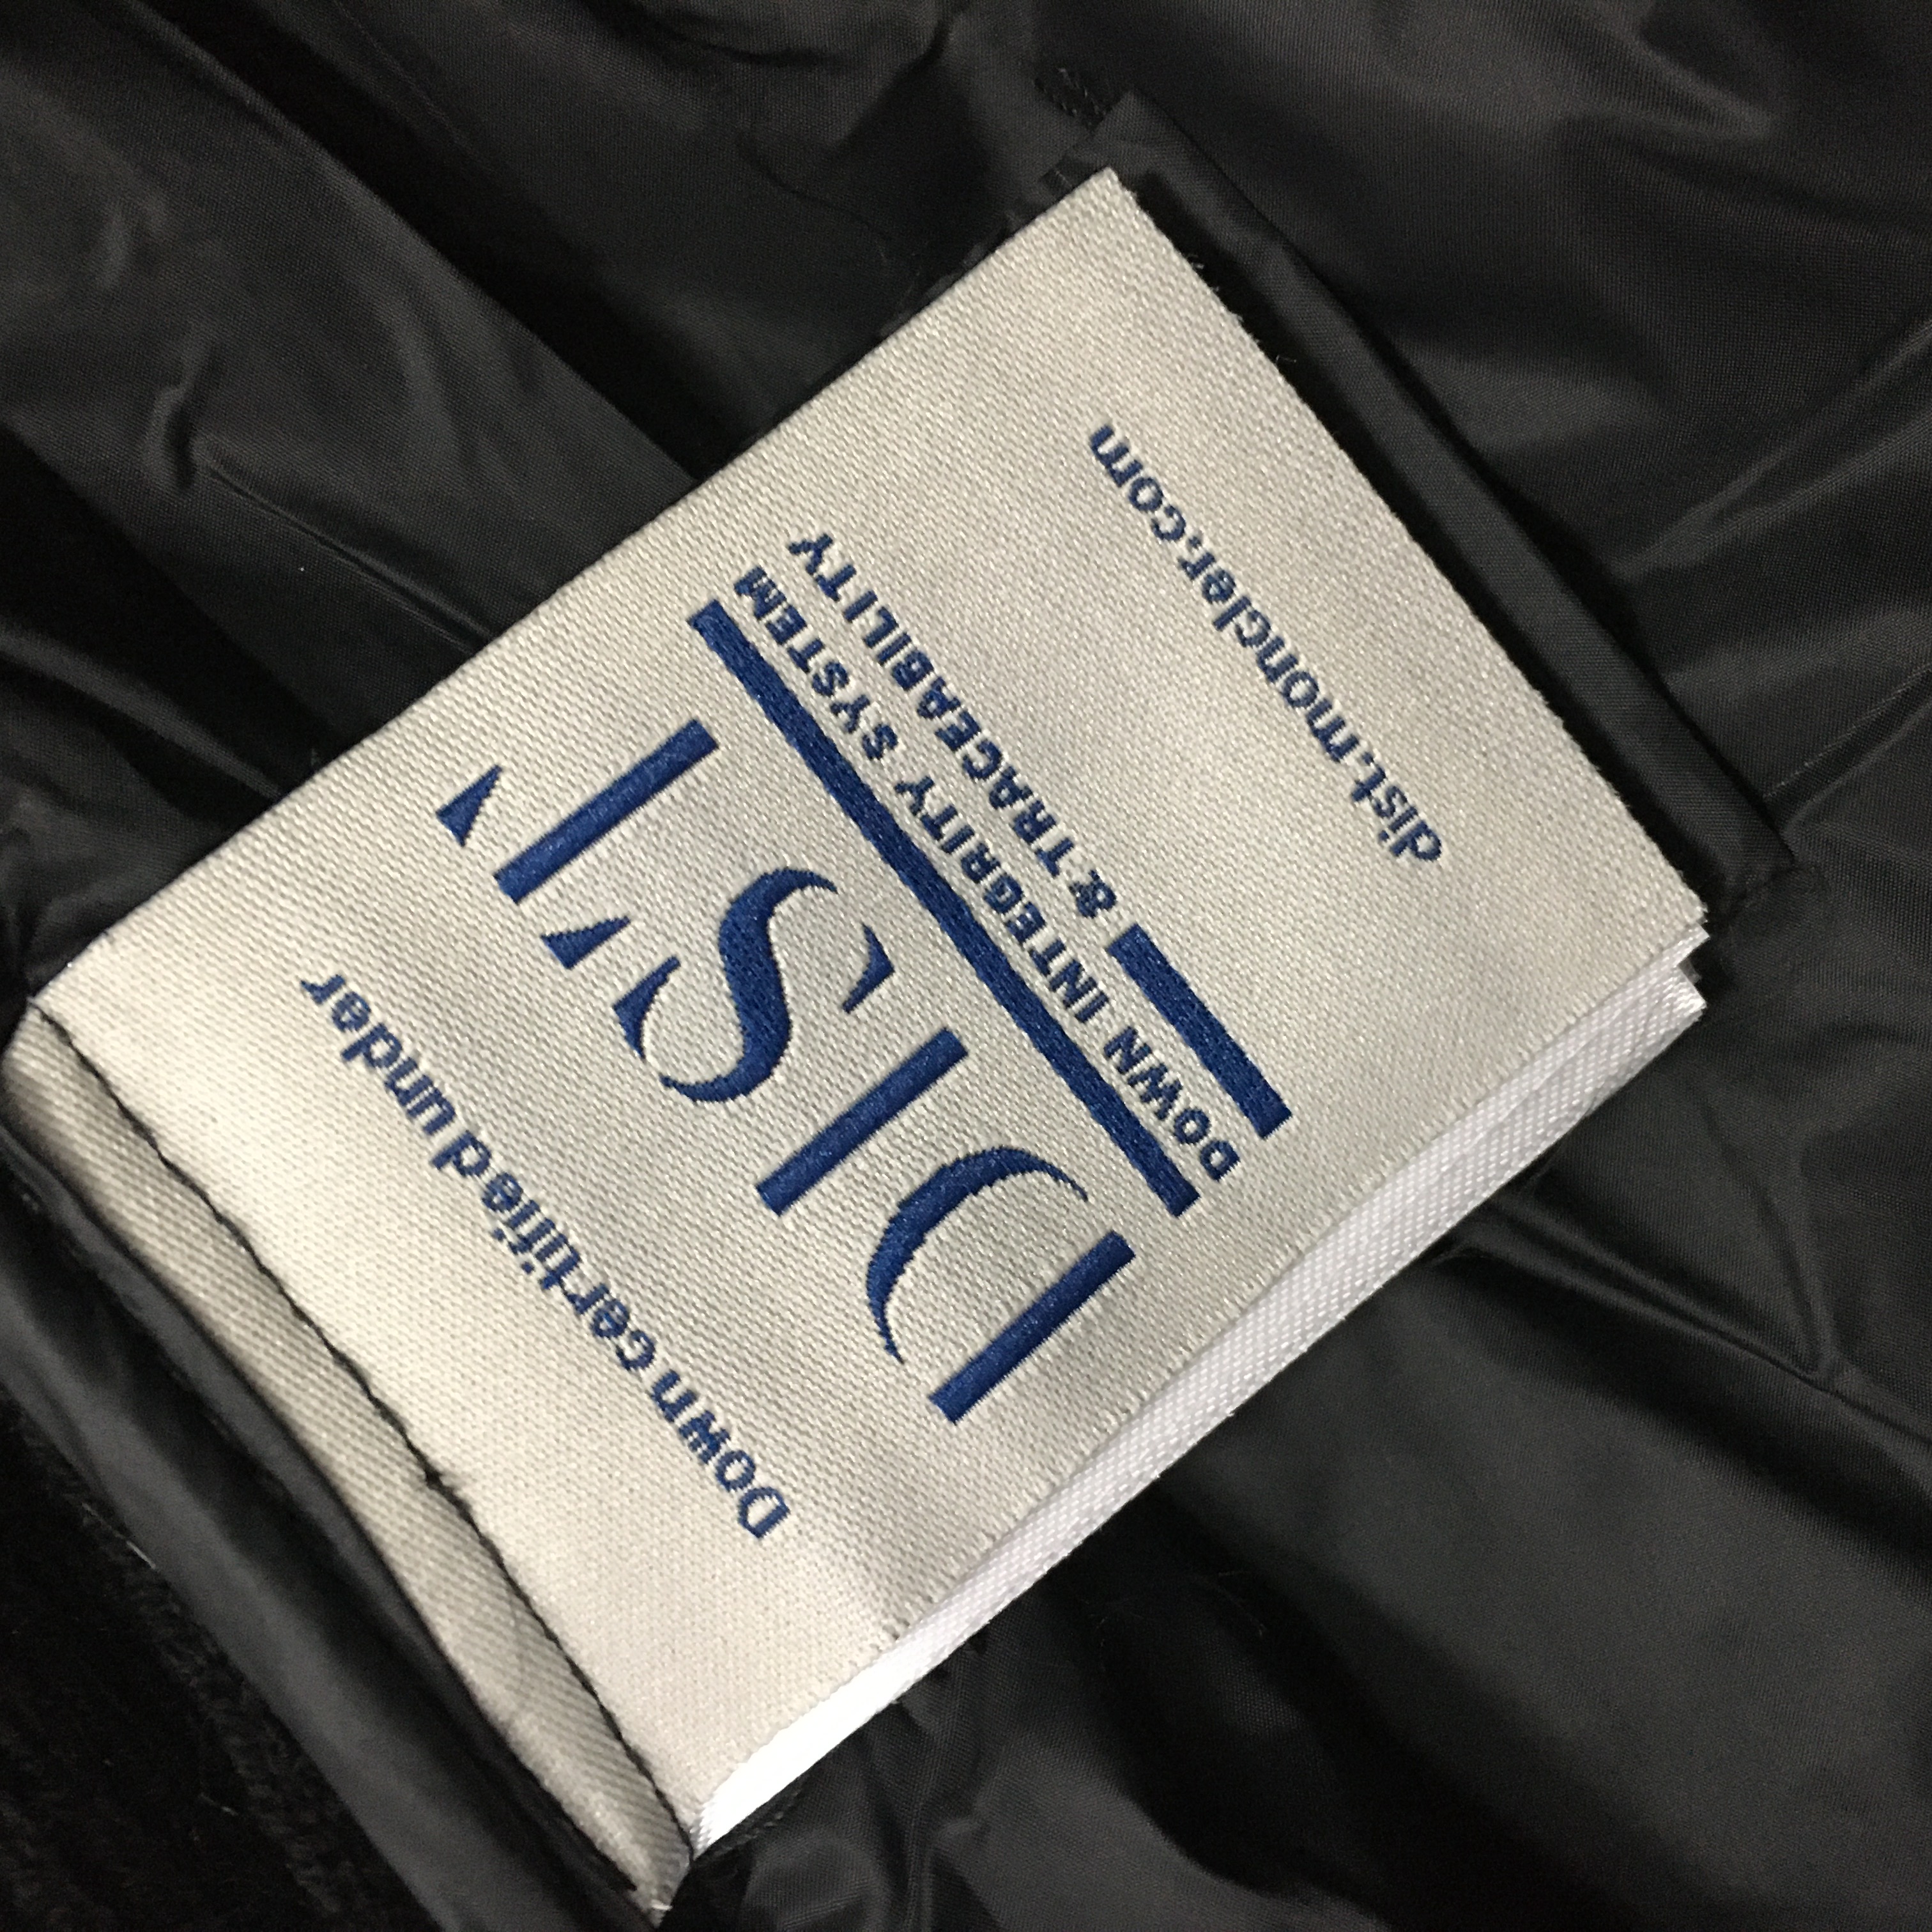 Down certified under
DIST
DOWN INTEGRITY SYSTEM
& TRACEABILITY
dist.moncler.com